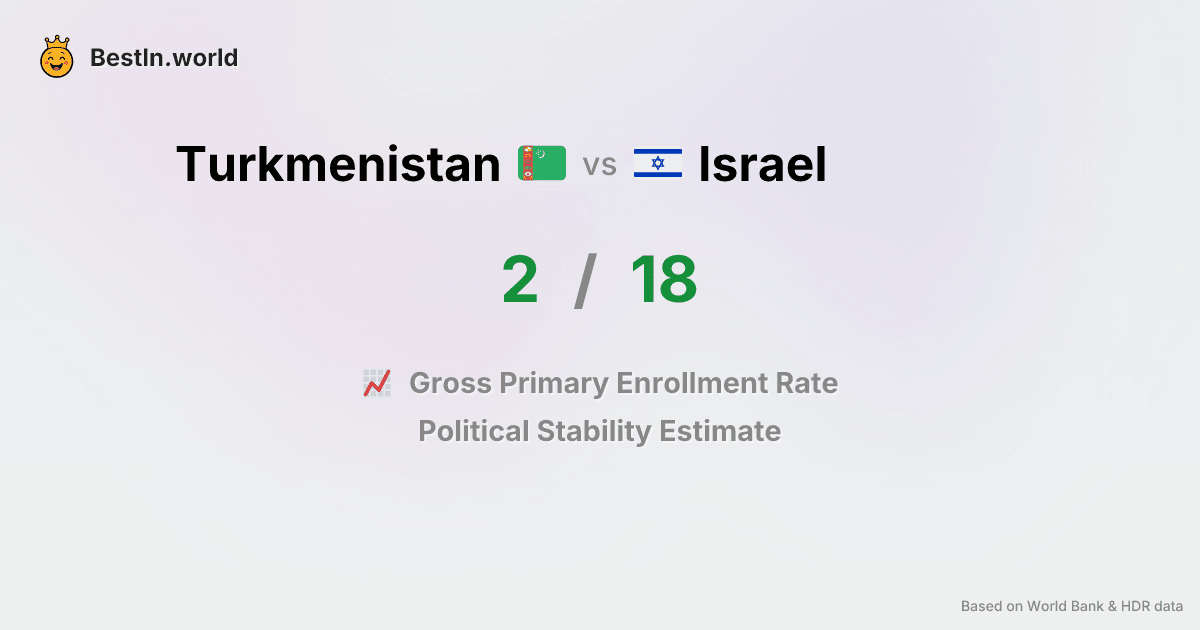 BestIn.world
Turkmenistan vs Israel
2 / 18
Gross Primary Enrollment Rate
Political Stability Estimate
Based on World Bank & HDR data